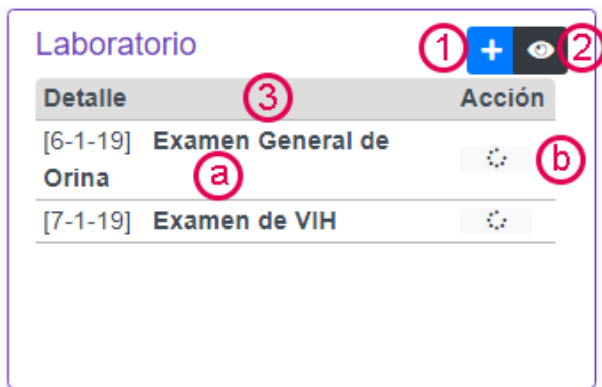 Laboratorio 1 + 2
Detalle 3 Acción
[6-1-19] Examen General de
Orina a b
[7-1-19] Examen de VIH